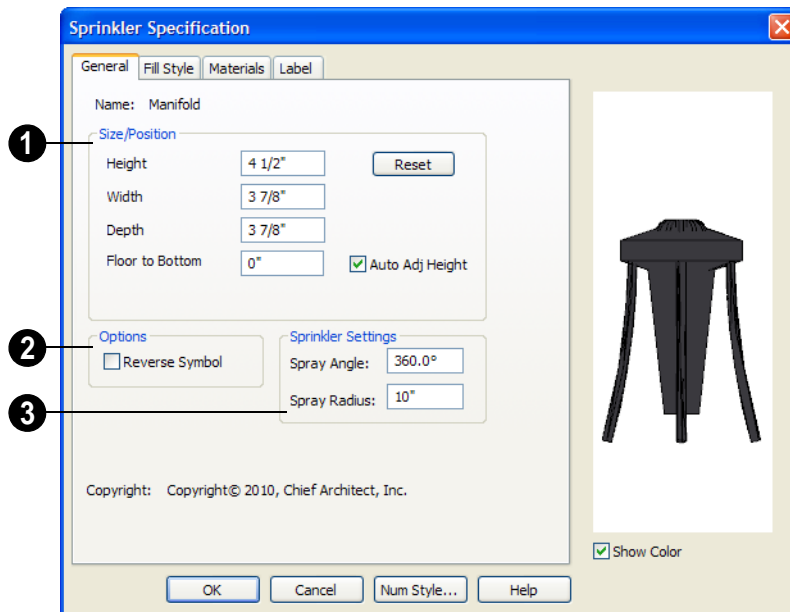 Sprinkler Specification
General Fill Style Materials Label
Name: Manifold
1
Size/Position
Height 4 1/2" Reset
Width 3 7/8"
Depth 3 7/8"
Floor to Bottom 0" Auto Adj Height
2
Options
Reverse Symbol
3
Sprinkler Settings
Spray Angle: 360.0°
Spray Radius: 10"
Copyright: Copyright© 2010, Chief Architect, Inc.
Show Color
OK Cancel Num Style... Help